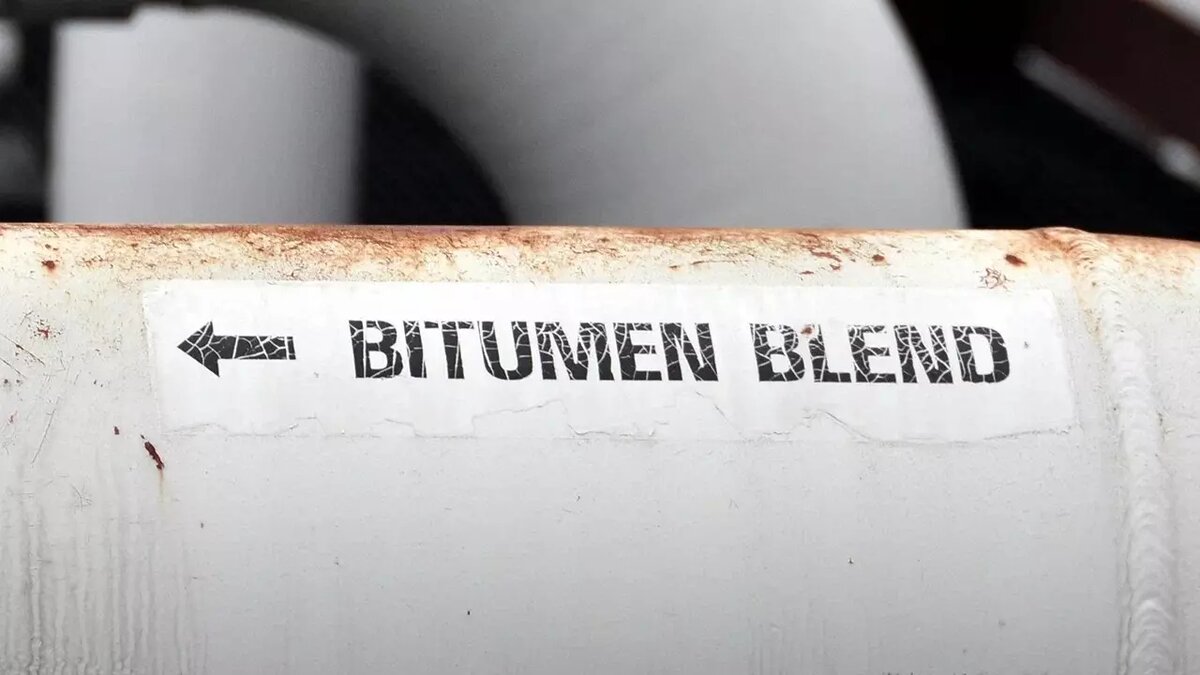 ← BITUMEN BLEND